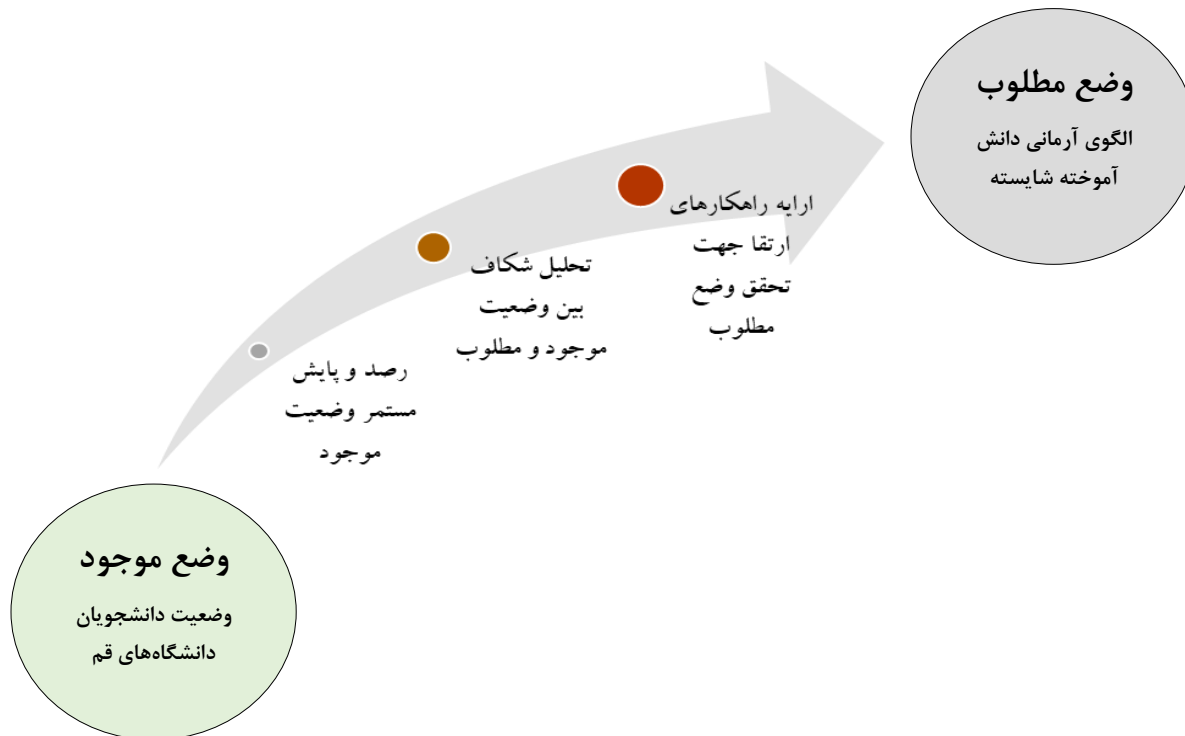 وضع مطلوب
الگوی آرمانی دانش
آموخته شایسته
ارایه راهکارهای
ارتقا جهت
تحقق وضع
مطلوب
تحلیل شکاف
بین وضعیت
موجود و مطلوب
رصد و پایش
مستمر وضعیت
موجود
وضع موجود
وضعیت دانشجویان
دانشگاه‌های قم